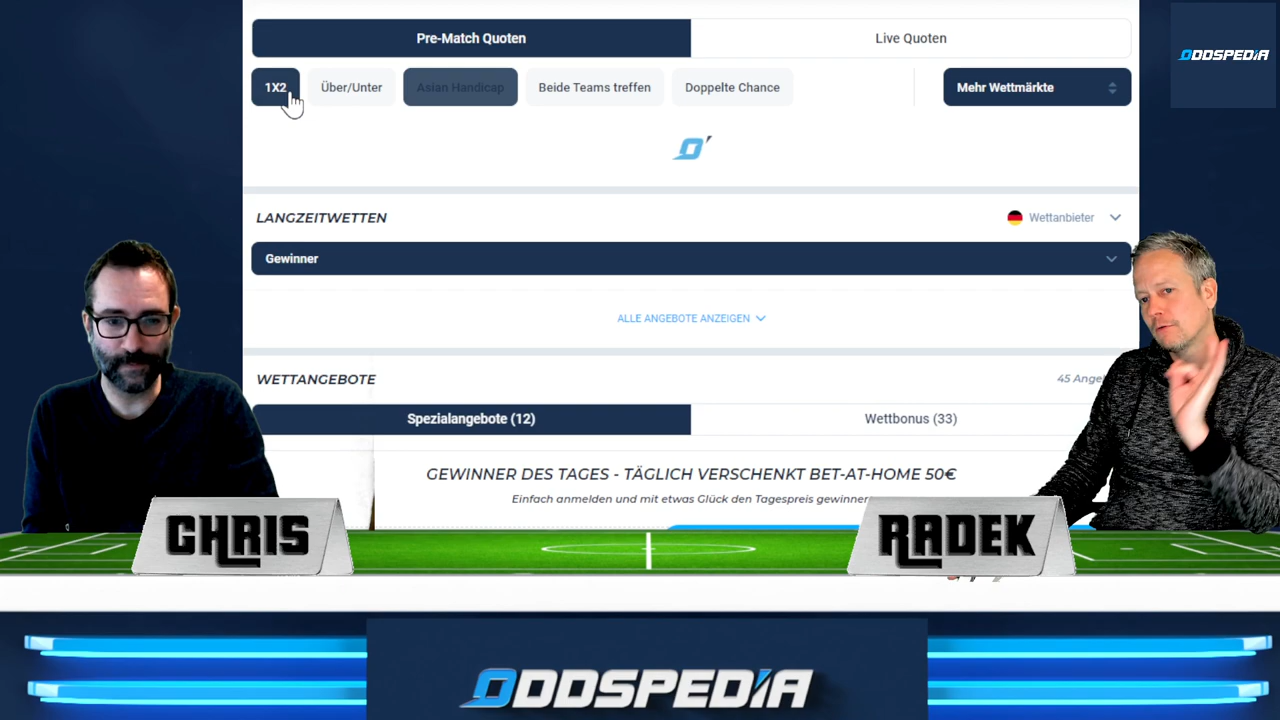 Pre-Match Quoten
Live Quoten
ODDSPEDIA
1X2
Über/Unter
Asian Handicap
Beide Teams treffen
Doppelte Chance
Mehr Wettmärkte
LANGZEITWETTEN
Wettanbieter
Gewinner
ALLE ANGEBOTE ANZEIGEN
WETTANGEBOTE
45
Spezialangebote (12)
Wettbonus (33)
GEWINNER DES TAGES - TÄGLICH VERSCHENKT BET-AT-HOME 50€
Einfach anmelden und mit etwas Glück den Tagespreis gewinnen
CHRIS
RADEK
ODDSPEDIA